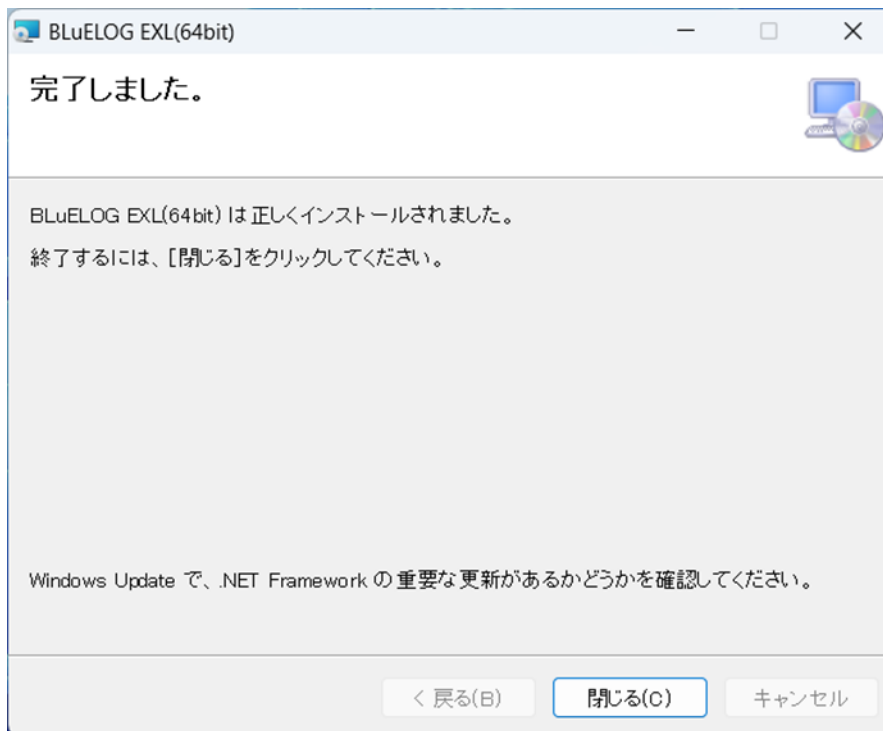 BLuELOG EXL(64bit)
完了しました。
BLuELOG EXL(64bit) は正しくインストールされました。
終了するには、[閉じる]をクリックしてください。
Windows Update で、.NET Framework の重要な更新があるかどうかを確認してください。
< 戻る(B)
閉じる(C)
キャンセル